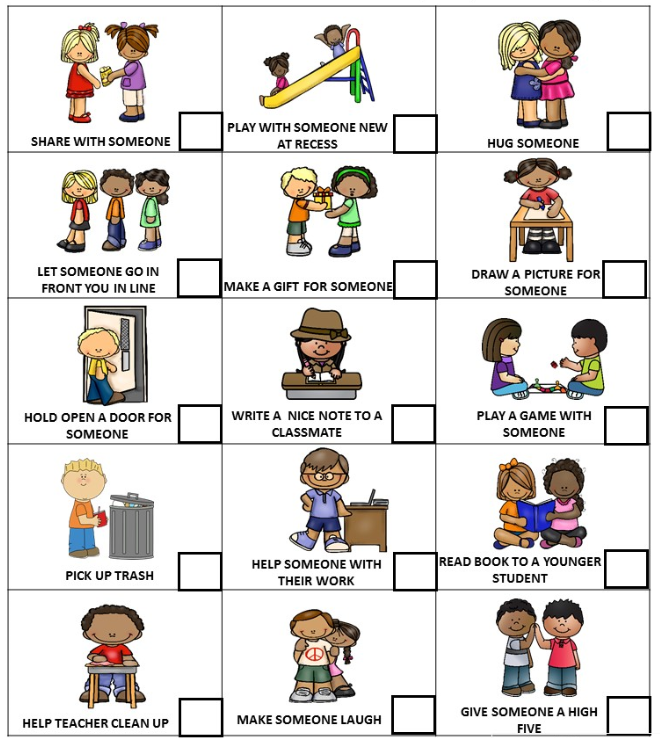 SHARE WITH SOMEONE
PLAY WITH SOMEONE NEW
AT RECESS
HUG SOMEONE
LET SOMEONE GO IN
FRONT YOU IN LINE
MAKE A GIFT FOR SOMEONE
DRAW A PICTURE FOR
SOMEONE
HOLD OPEN A DOOR FOR
SOMEONE
WRITE A NICE NOTE TO A
CLASSMATE
PLAY A GAME WITH
SOMEONE
PICK UP TRASH
HELP SOMEONE WITH
THEIR WORK
READ BOOK TO A YOUNGER
STUDENT
HELP TEACHER CLEAN UP
MAKE SOMEONE LAUGH
GIVE SOMEONE A HIGH
FIVE